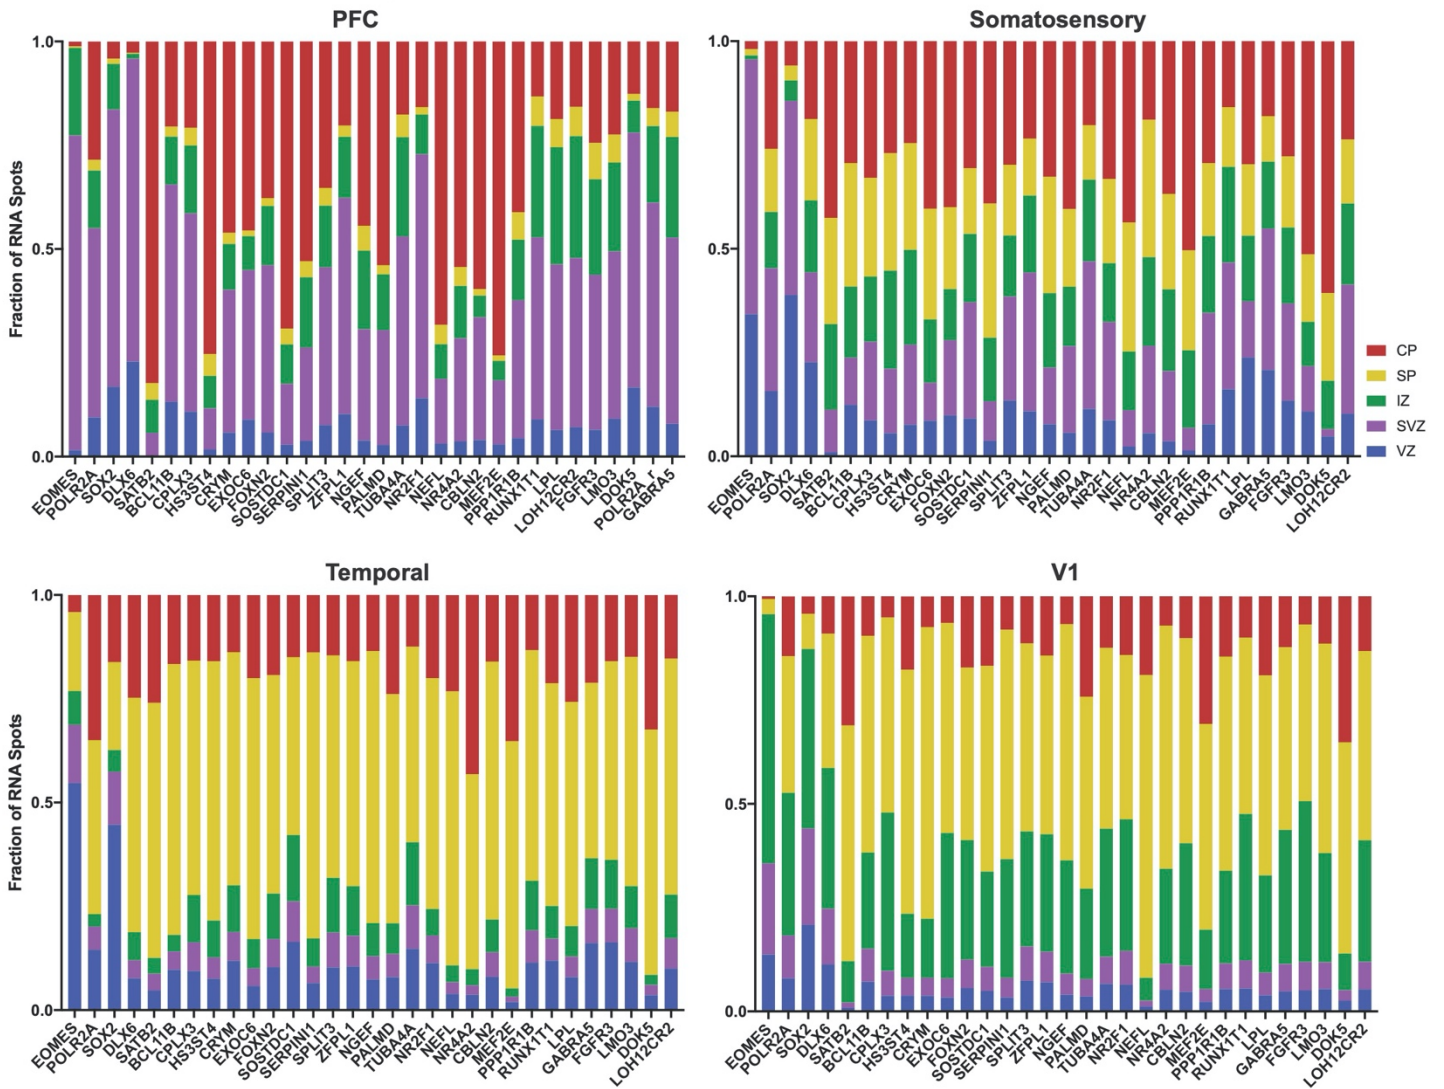 PFC
Somatosensory
1.0
0.5
0.0
Fraction of RNA Spots
EOMES
POLR2A
SOX2
DLX6
SATB2
BCL11B
CPLX3
HS3ST4
CRYM
EXOC6
FOXN2
SOSTDC1
SERPINI1
SPLIT3
ZFPL1
NGEF
PALMD
TUBA4A
NR2F1
NEFL
NR4A2
CBLN2
MEF2E
PPP1R1B
RUNX1T1
LPL
LOH12CR2
FGFR3
LMO3
DOK5
POLR2A_r
GABRA5
1.0
0.5
0.0
EOMES
POLR2A
SOX2
DLX6
SATB2
BCL11B
CPLX3
HS3ST4
CRYM
EXOC6
FOXN2
SOSTDC1
SERPINI1
SPLIT3
ZFPL1
NGEF
PALMD
TUBA4A
NR2F1
NEFL
NR4A2
CBLN2
MEF2E
PPP1R1B
RUNX1T1
LPL
GABRA5
FGFR3
LMO3
DOK5
LOH12CR2
CP
SP
IZ
SVZ
VZ
Temporal
V1
1.0
0.5
0.0
Fraction of RNA Spots
EOMES
POLR2A
SOX2
DLX6
SATB2
BCL11B
CPLX3
HS3ST4
CRYM
EXOC6
FOXN2
SOSTDC1
SERPINI1
SPLIT3
ZFPL1
NGEF
PALMD
TUBA4A
NR2F1
NEFL
NR4A2
CBLN2
MEF2E
PPP1R1B
RUNX1T1
LPL
GABRA5
FGFR3
LMO3
DOK5
LOH12CR2
1.0
0.5
0.0
EOMES
POLR2A
SOX2
DLX6
SATB2
BCL11B
CPLX3
HS3ST4
CRYM
EXOC6
FOXN2
SOSTDC1
SERPINI1
SPLIT3
ZFPL1
NGEF
PALMD
TUBA4A
NR2F1
NEFL
NR4A2
CBLN2
MEF2E
PPP1R1B
RUNX1T1
LPL
GABRA5
FGFR3
LMO3
DOK5
LOH12CR2